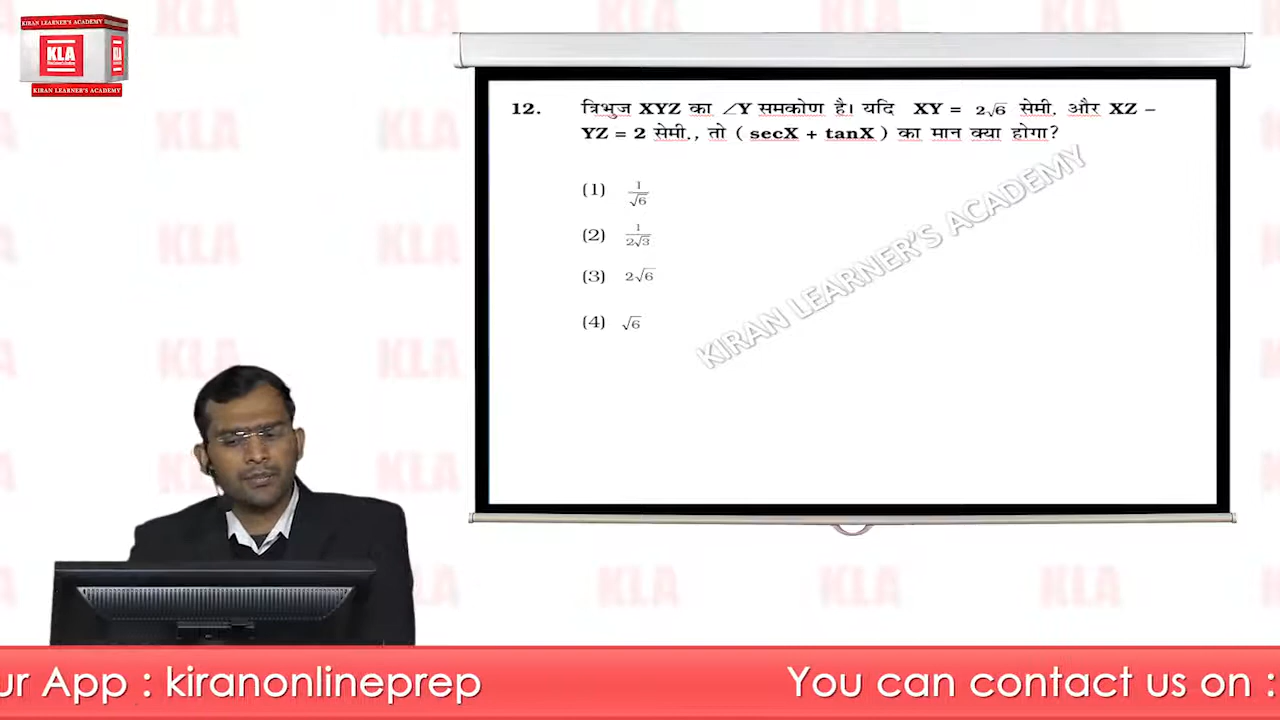 KIRAN LEARNER'S ACADEMY
KLA
KIRAN LEARNER'S ACADEMY
12. त्रिभुज XYZ का ∠Y समकोण है। यदि XY = 2√6 सेमी. और XZ –
YZ = 2 सेमी., तो ( secX + tanX ) का मान क्या होगा?
(1) 1/√6
(2) 1/2√3
(3) 2√6
(4) √6
KIRAN LEARNER'S ACADEMY
ur App : kiranonlineprep You can contact us on :